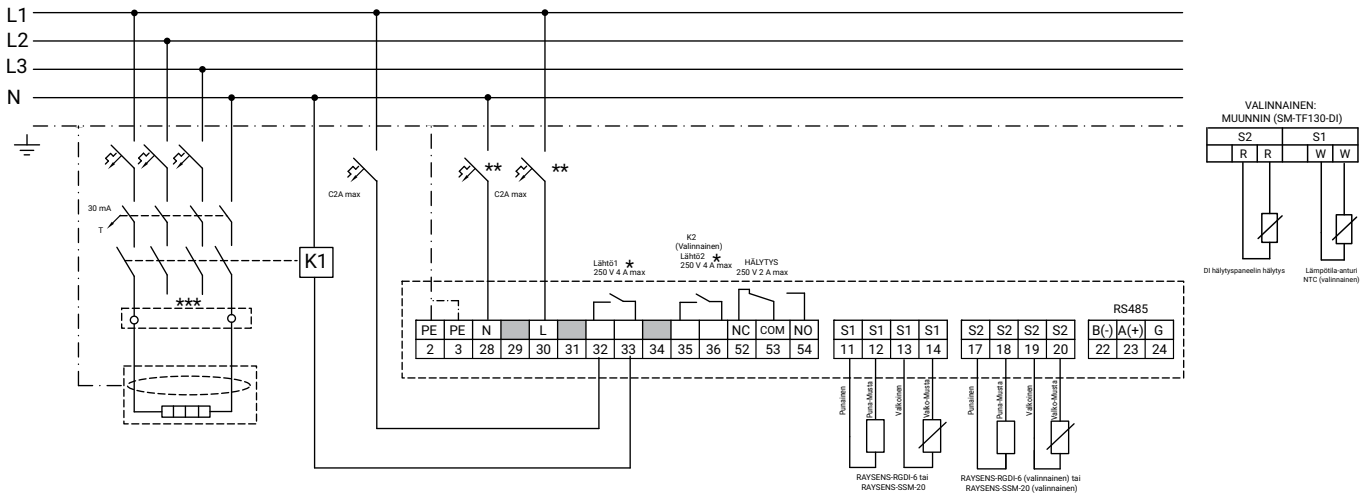 L1
L2
L3
N
VALINNAINEN:
MUUNNIN (SM-TF130-DI)
S2 S1
R R W W
DI hälytyspaneelin hälytys
Lämpötila-anturi
NTC (valinnainen)
** **
C2A max
C2A max
30 mA
T
K1
***
Lähtö1 *
250 V 4 A max
K2
(Valinnainen)
Lähtö2 *
250 V 4 A max
HÄLYTYS
250 V 2 A max
RS485
PE PE N L NC COM NO
2 3 28 29 30 31 32 33 34 35 36 52 53 54
S1 S1 S1 S1
11 12 13 14
S2 S2 S2 S2
17 18 19 20
B(-) A(+) G
22 23 24
Punainen
Puna-Musta
Valkoinen
Valko-Musta
Punainen
Puna-Musta
Valkoinen
Valko-Musta
RAYSENS-RGDI-6 tai
RAYSENS-SSM-20
RAYSENS-RGDI-6 (valinnainen) tai
RAYSENS-SSM-20 (valinnainen)